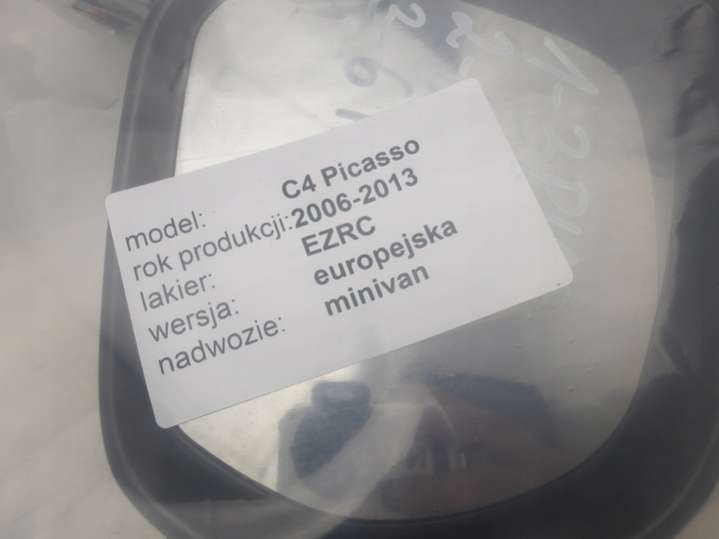 model: C4 Picasso
rok produkcji: 2006-2013
lakier: EZRC
wersja: europejska
nadwozie: minivan